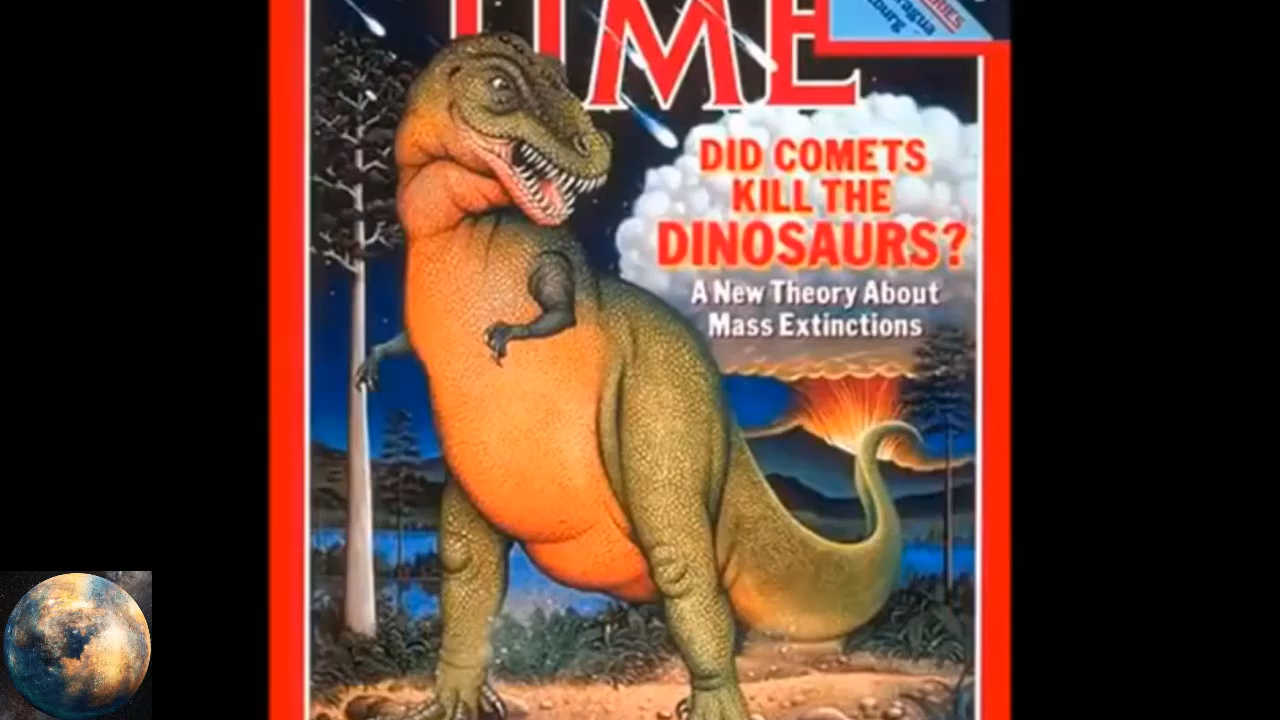 TIME
DID COMETS
KILL THE
DINOSAURS?
A New Theory About
Mass Extinctions